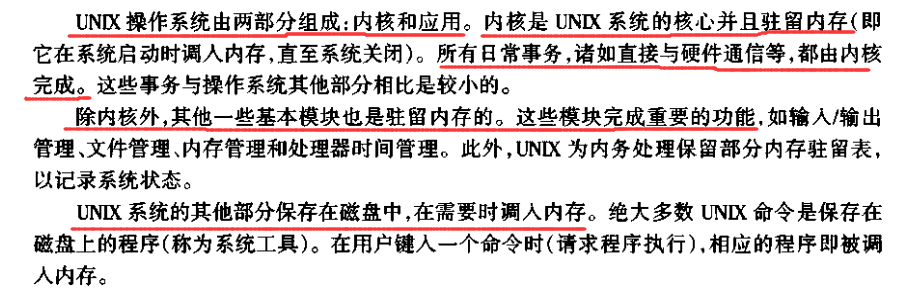 UNIX 操作系统由两部分组成：内核和应用。内核是 UNIX 系统的核心并且驻留内存(即
它在系统启动时调入内存,直至系统关闭)。所有日常事务,诸如直接与硬件通信等,都由内核
完成。这些事务与操作系统其他部分相比是较小的。
除内核外,其他一些基本模块也是驻留内存的。这些模块完成重要的功能,如输入/输出
管理、文件管理、内存管理和处理器时间管理。此外,UNIX 为内务处理保留部分内存驻留表,
以记录系统状态。
UNIX 系统的其他部分保存在磁盘中,在需要时调入内存。绝大多数 UNIX 命令是保存在
磁盘上的程序(称为系统工具)。在用户键入一个命令时(请求程序执行),相应的程序即被调
入内存。